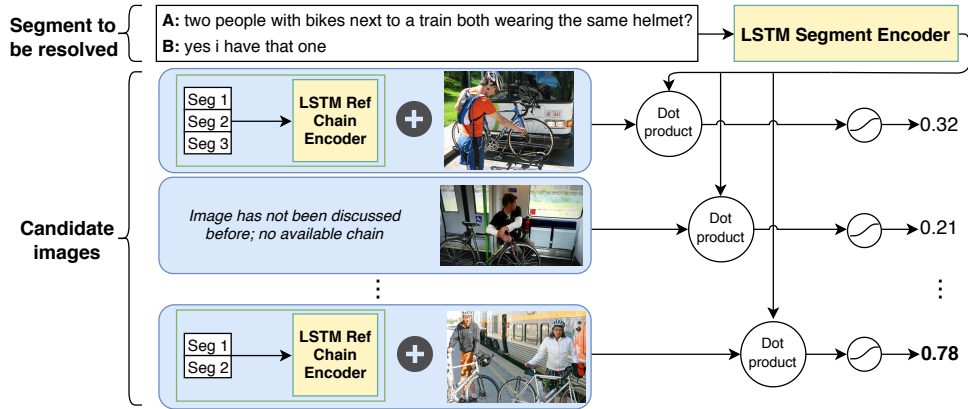 Segment to
be resolved
A: two people with bikes next to a train both wearing the same helmet?
B: yes i have that one
LSTM Segment Encoder
Candidate
images
Seg 1
Seg 2
Seg 3
LSTM Ref
Chain
Encoder
+
Dot
product
0.32
Image has not been discussed
before; no available chain
Dot
product
0.21
⋮
⋮
Seg 1
Seg 2
LSTM Ref
Chain
Encoder
+
Dot
product
0.78